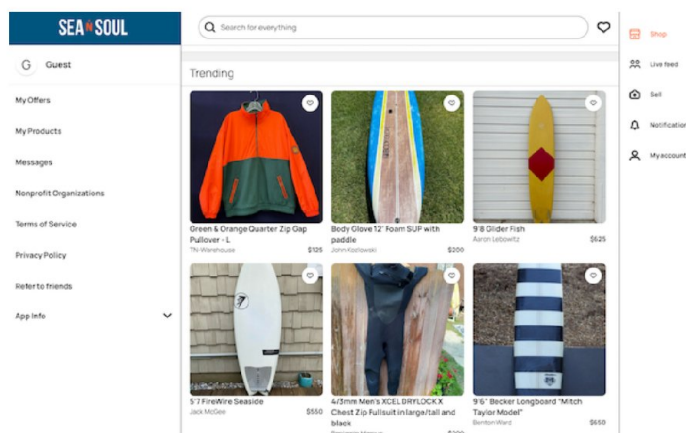 SEA N SOUL
Search for everything
G Guest
My Offers
My Products
Messages
Nonprofit Organizations
Terms of Service
Privacy Policy
Refer to friends
App Info
Trending
Green & Orange Quarter Zip Gap
Pullover - L
TN-Warehouse $125
Body Glove 12' Foam SUP with
paddle
John Kozlowski $200
9'8 Glider Fish
Aaron Lebowitz $625
5'7 FireWire Seaside
Jack McGee $550
4/3mm Men's XCEL DRYLOCK X
Chest Zip Fullsuit in large/tall and
black
$200
9'6" Becker Longboard "Mitch
Taylor Model"
Benton Ward $650
Shop
Live feed
Sell
Notification
My account